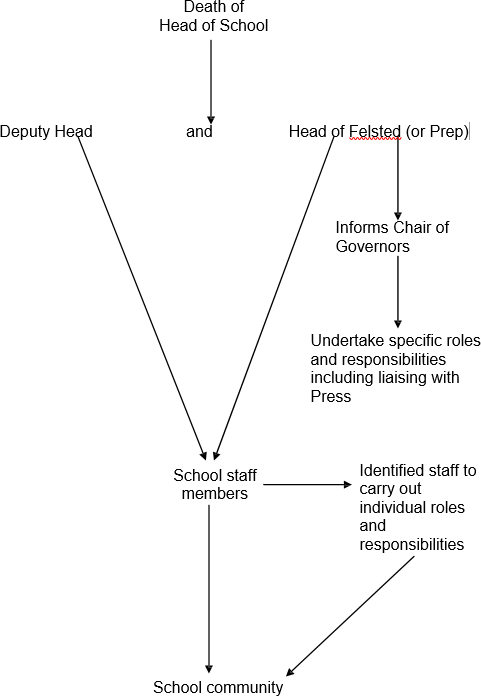 Death of
Head of School
Deputy Head and Head of Felsted (or Prep)
Informs Chair of
Governors
Undertake specific roles
and responsibilities
including liaising with
Press
School staff
members
Identified staff to
carry out
individual roles
and
responsibilities
School community